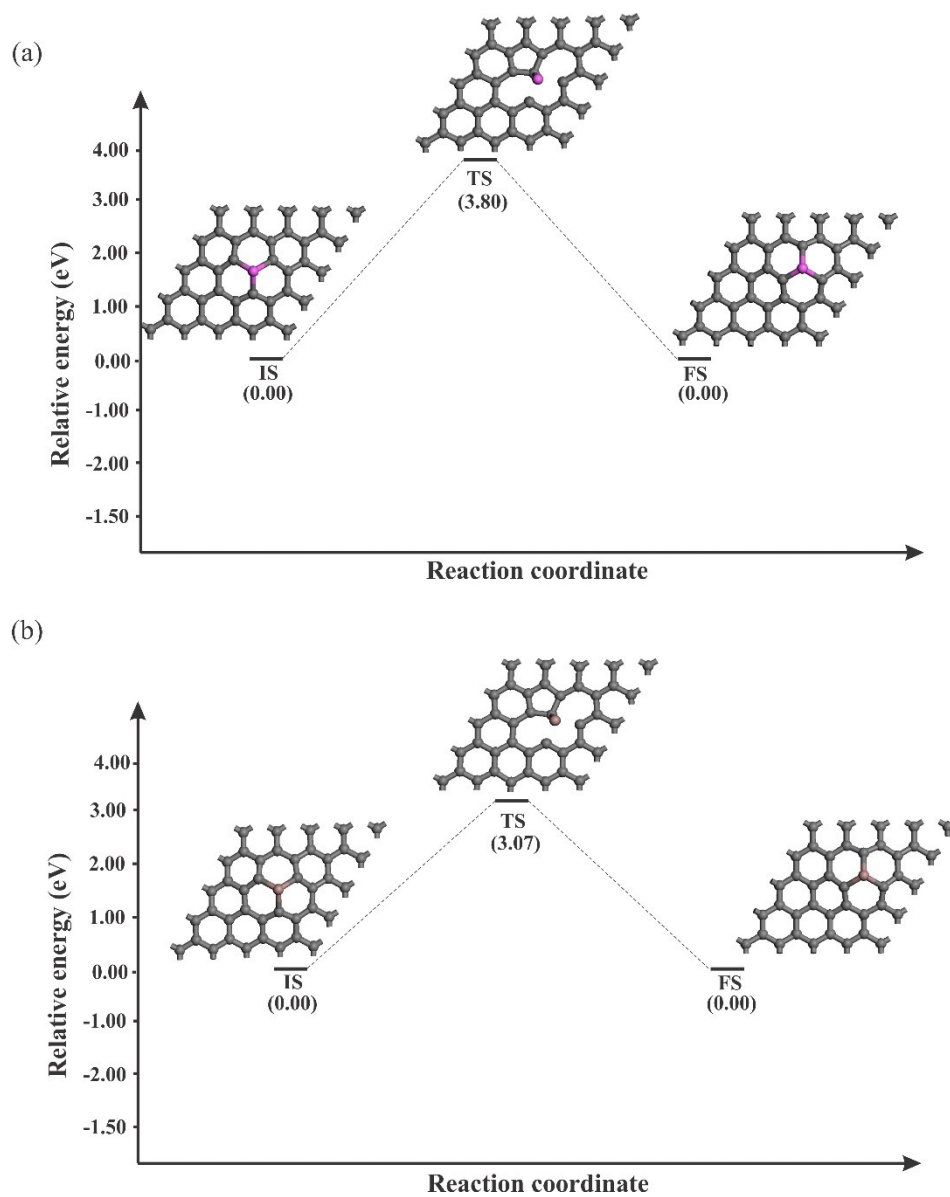 (a)
4.00
3.00
2.00
1.00
0.00
-1.00
-2.00
-1.50
Relative energy (eV)
TS
(3.80)
IS
(0.00)
FS
(0.00)
Reaction coordinate
(b)
4.00
3.00
2.00
1.00
0.00
-1.00
-2.00
-1.50
Relative energy (eV)
TS
(3.07)
IS
(0.00)
FS
(0.00)
Reaction coordinate